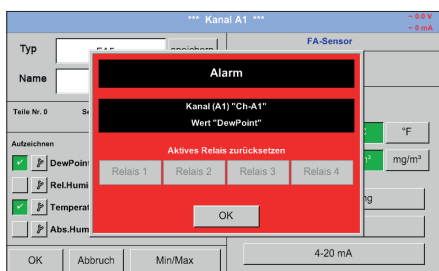 *** Kanal A1 ***
~ 0.0 V
~ 0 mA
Typ
FA-Sensor
Name
Alarm
Kanal (A1) "Ch-A1"
Wert "DewPoint"
Teile Nr. 0
Aufzeichnen
Aktives Relais zurücksetzen
°F
DewPoin
Relais 1
Relais 2
Relais 3
Relais 4
mg/m³
Rel.Humi
Temperat
Abs.Hum
OK
OK
Abbruch
Min/Max
4-20 mA